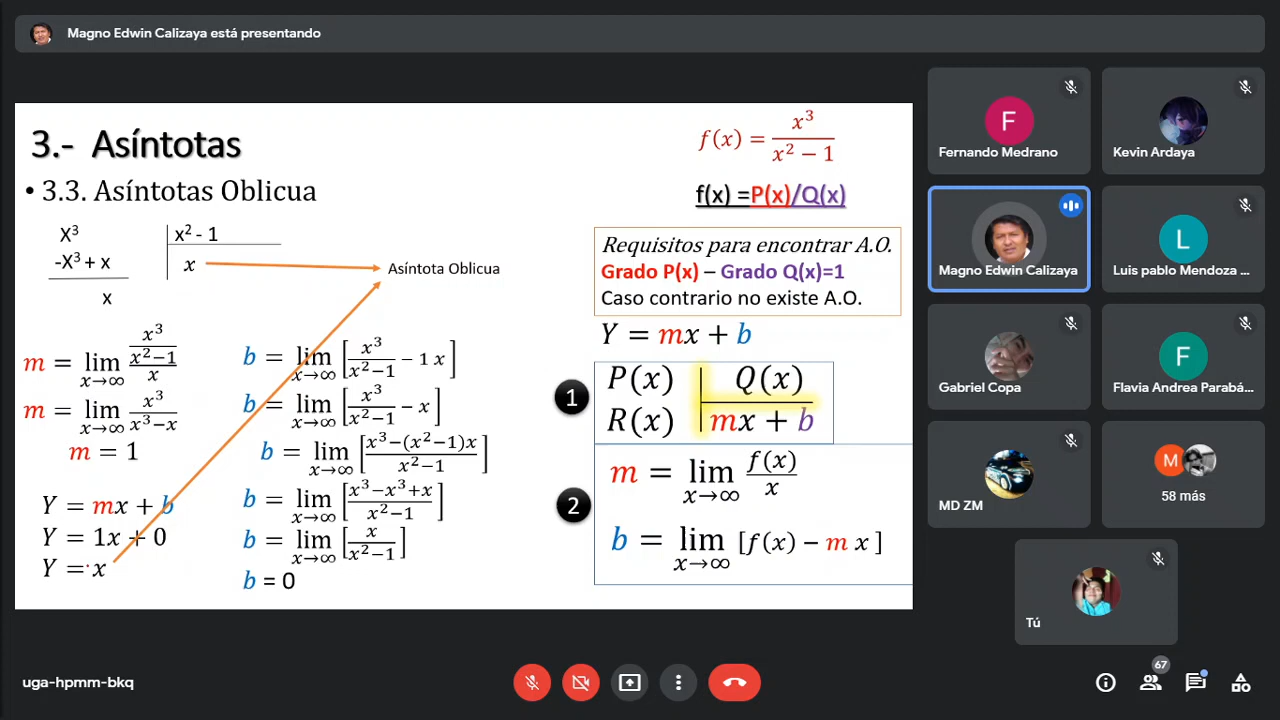 Magno Edwin Calizaya está presentando
3.- Asíntotas
• 3.3. Asíntotas Oblicua
X³ | x² - 1
-X³ + x | x
x
Asíntota Oblicua
m = lim x→∞ (x³/(x²−1))/x
m = lim x→∞ x³/(x³−x)
m = 1
Y = mx + b
Y = 1x + 0
Y = x
b = lim x→∞ [x³/(x²−1) − 1 x]
b = lim x→∞ [x³/(x²−1) − x]
b = lim x→∞ [(x³−(x²−1)x)/(x²−1)]
b = lim x→∞ [(x³−x³+x)/(x²−1)]
b = lim x→∞ [x/(x²−1)]
b = 0
f(x) = x³/(x² − 1)
f(x) =P(x)/Q(x)
Requisitos para encontrar A.O.
Grado P(x) – Grado Q(x)=1
Caso contrario no existe A.O.
Y = mx + b
1
P(x) | Q(x)
R(x) | mx + b
2
m = lim x→∞ f(x)/x
b = lim x→∞ [f(x) − m x ]
F
Fernando Medrano
Kevin Ardaya
Magno Edwin Calizaya
L
Luis pablo Mendoza ...
Gabriel Copa
F
Flavia Andrea Parabá...
MD ZM
M
58 más
Tú
uga-hpmm-bkq
67